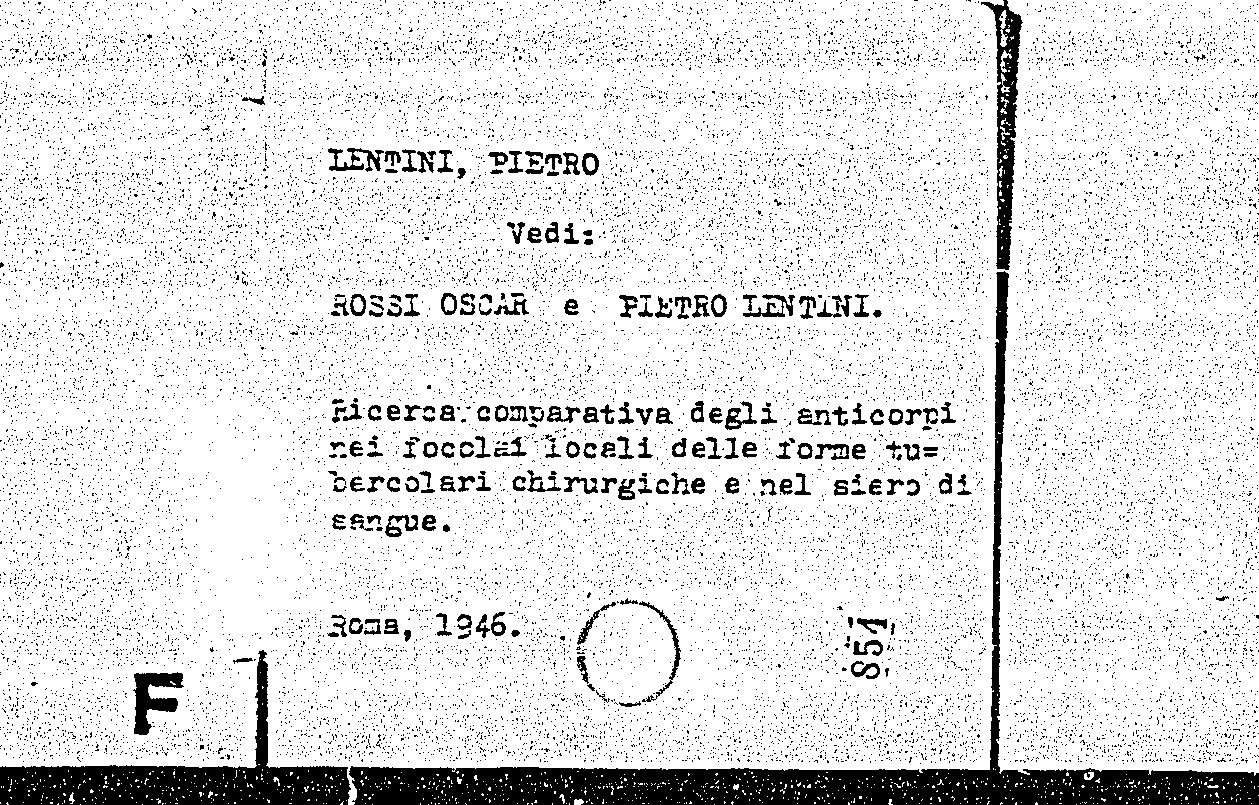 LENTINI, PIETRO
Vedi:
ROSSI OSCAR e PIETRO LENTINI.
Ricerca comparativa degli anticorpi
nei focolai locali delle forme tu=
bercolari chirurgiche e nel siero di
sangue.
Roma, 1946.
851
F